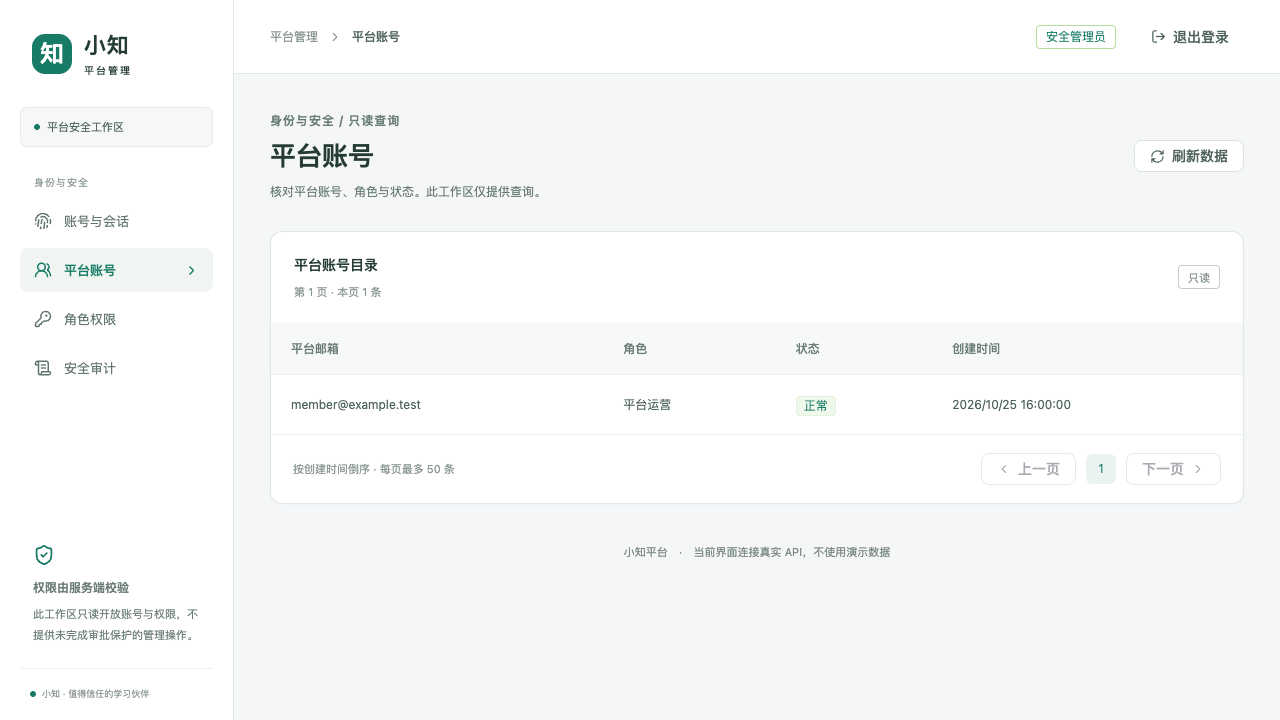 知
小知
平台管理
平台安全工作区
身份与安全
账号与会话
平台账号
角色权限
安全审计
权限由服务端校验
此工作区只读开放账号与权限，不
提供未完成审批保护的管理操作。
小知 · 值得信任的学习伙伴
平台管理 > 平台账号
安全管理员
退出登录
身份与安全 / 只读查询
平台账号
核对平台账号、角色与状态。此工作区仅提供查询。
刷新数据
平台账号目录
第 1 页 · 本页 1 条
只读
平台邮箱 角色 状态 创建时间
member@example.test 平台运营 正常 2026/10/25 16:00:00
按创建时间倒序 · 每页最多 50 条
上一页 1 下一页
小知平台 · 当前界面连接真实 API，不使用演示数据